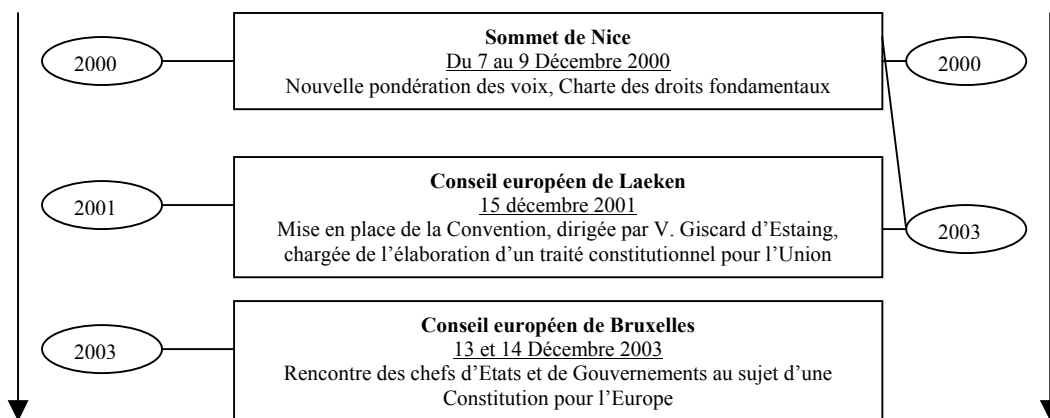 2000
Sommet de Nice
Du 7 au 9 Décembre 2000
Nouvelle pondération des voix, Charte des droits fondamentaux
2000
2001
Conseil européen de Laeken
15 décembre 2001
Mise en place de la Convention, dirigée par V. Giscard d’Estaing,
chargée de l’élaboration d’un traité constitutionnel pour l’Union
2003
2003
Conseil européen de Bruxelles
13 et 14 Décembre 2003
Rencontre des chefs d’Etats et de Gouvernements au sujet d’une
Constitution pour l’Europe